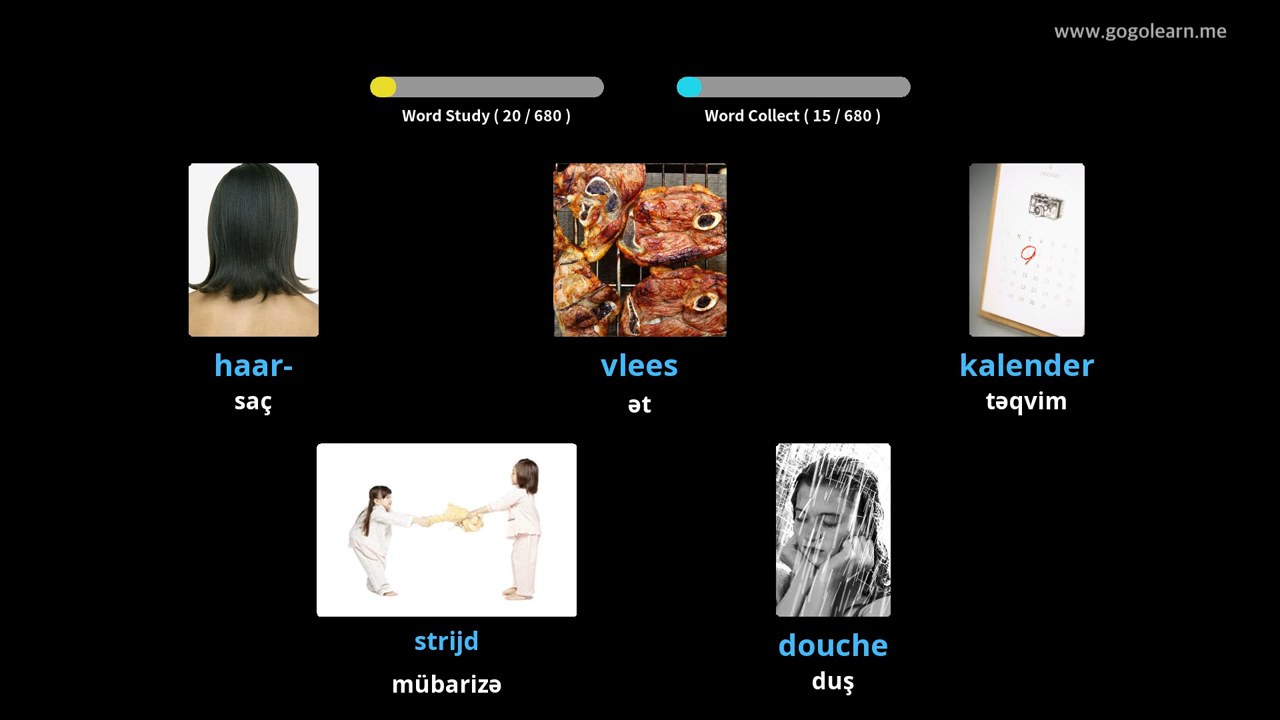 www.gogolearn.me
Word Study ( 20 / 680 )
Word Collect ( 15 / 680 )
haar-
saç
vlees
ət
kalender
təqvim
strijd
mübarizə
douche
duş